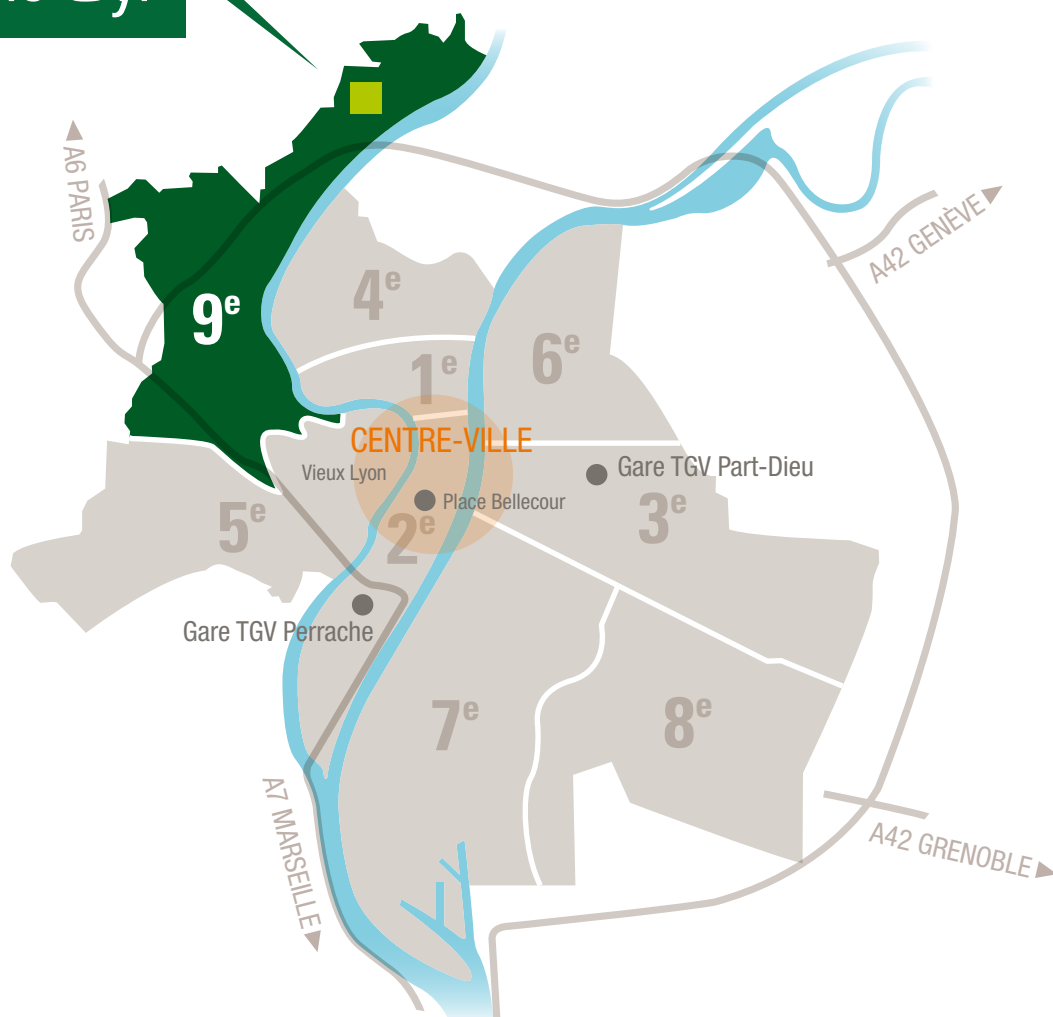 A6 PARIS
A42 GENÈVE
4e
9e
6e
1e
CENTRE-VILLE
Vieux Lyon
Gare TGV Part-Dieu
Place Bellecour
5e
2e
3e
Gare TGV Perrache
7e
8e
A7 MARSEILLE
A42 GRENOBLE